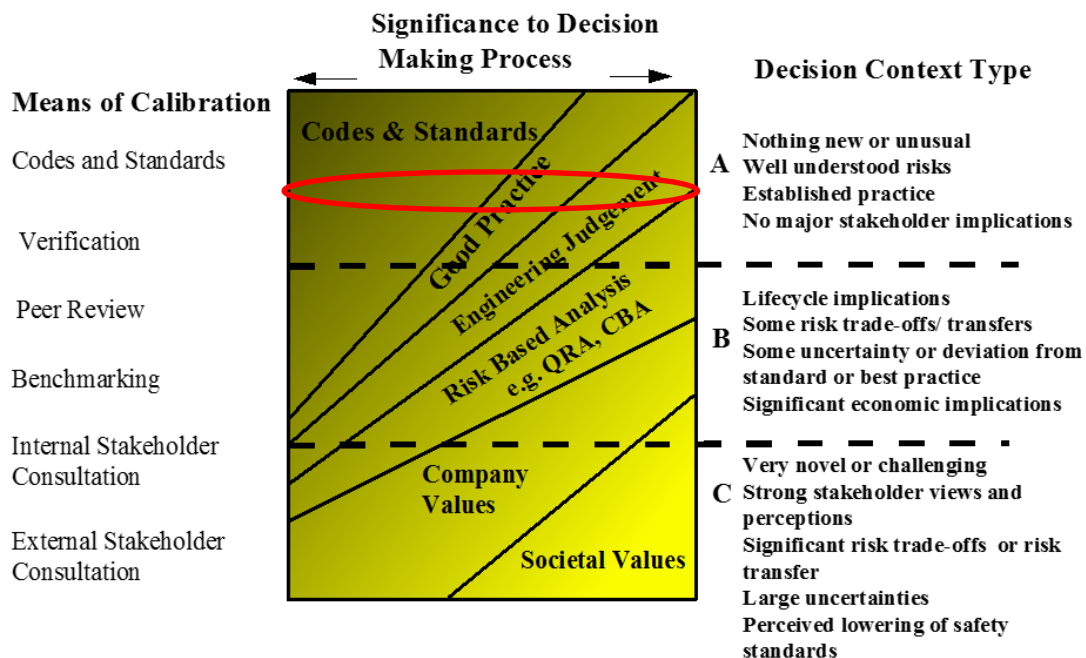 Significance to Decision
Making Process
Decision Context Type
Means of Calibration
Codes and Standards
Verification
Peer Review
Benchmarking
Internal Stakeholder
Consultation
External Stakeholder
Consultation
Codes & Standards
Good Practice
Engineering Judgement
Risk Based Analysis
e.g. QRA, CBA
Company
Values
Societal Values
A
Nothing new or unusual
Well understood risks
Established practice
No major stakeholder implications
B
Lifecycle implications
Some risk trade-offs/ transfers
Some uncertainty or deviation from
standard or best practice
Significant economic implications
C
Very novel or challenging
Strong stakeholder views and
perceptions
Significant risk trade-offs or risk
transfer
Large uncertainties
Perceived lowering of safety
standards